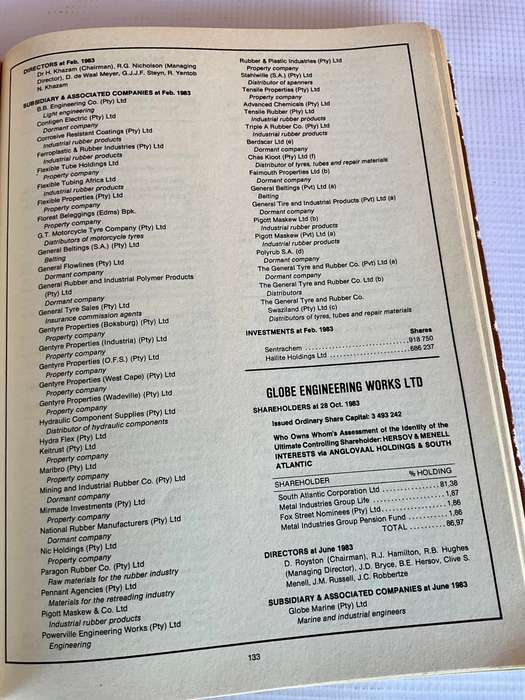 DIRECTORS at Feb. 1983
Dr H. Khazam (Chairman), R.G. Nicholson (Managing
Director), D. de Waal Meyer, G.J.J.F. Steyn, R. Yentob
N. Khazam
SUBSIDIARY & ASSOCIATED COMPANIES at Feb. 1983
B.B. Engineering Co. (Pty) Ltd
Light engineering
Contigen Electric (Pty) Ltd
Dormant company
Corrosive Resistant Coatings (Pty) Ltd
Industrial rubber products
Ferroplastic & Rubber Industries (Pty) Ltd
Industrial rubber products
Flexible Tube Holdings Ltd
Property company
Flexible Tubing Africa Ltd
Industrial rubber products
Flexible Properties (Pty) Ltd
Property company
Florest Beleggings (Edms) Bpk.
Property company
G.T. Motorcycle Tyre Company (Pty) Ltd
Distributors of motorcycle tyres
General Beltings (S.A.) (Pty) Ltd
Belting
General Flowlines (Pty) Ltd
Dormant company
General Rubber and Industrial Polymer Products
(Pty) Ltd
Dormant company
General Tyre Sales (Pty) Ltd
Insurance commission agents
Gentyre Properties (Boksburg) (Pty) Ltd
Property company
Gentyre Properties (Industria) (Pty) Ltd
Property company
Gentyre Properties (O.F.S.) (Pty) Ltd
Property company
Gentyre Properties (West Cape) (Pty) Ltd
Property company
Gentyre Properties (Wadeville) (Pty) Ltd
Property company
Hydraulic Component Supplies (Pty) Ltd
Distributor of hydraulic components
Hydra Flex (Pty) Ltd
Keitrust (Pty) Ltd
Property company
Maribro (Pty) Ltd
Property company
Mining and Industrial Rubber Co. (Pty) Ltd
Dormant company
Mirmade Investments (Pty) Ltd
Property company
National Rubber Manufacturers (Pty) Ltd
Dormant company
Nic Holdings (Pty) Ltd
Property company
Paragon Rubber Co. (Pty) Ltd
Raw materials for the rubber industry
Pennant Agencies (Pty) Ltd
Materials for the retreading industry
Pigott Maskew & Co. Ltd
Industrial rubber products
Powerville Engineering Works (Pty) Ltd
Engineering
Rubber & Plastic Industries (Pty) Ltd
Property company
Stahlwille (S.A.) (Pty) Ltd
Distributor of spanners
Tensile Properties (Pty) Ltd
Property company
Advanced Chemicals (Pty) Ltd
Tensile Rubber (Pty) Ltd
Industrial rubber products
Triple A Rubber Co. (Pty) Ltd
Industrial rubber products
Berdscar Ltd (e)
Dormant company
Chas Kloot (Pty) Ltd (f)
Distributor of tyres, tubes and repair materials
Falmouth Properties Ltd (b)
Dormant company
General Beltings (Pvt) Ltd (a)
Belting
General Tire and Industrial Products (Pvt) Ltd (a)
Dormant company
Pigott Maskew Ltd (b)
Industrial rubber products
Pigott Maskew (Pvt) Ltd (a)
Industrial rubber products
Polyrub S.A. (d)
Dormant company
The General Tyre and Rubber Co. (Pvt) Ltd (a)
Dormant company
The General Tyre and Rubber Co. Ltd (b)
Distributors
The General Tyre and Rubber Co.
Swaziland (Pty) Ltd (c)
Distributors of tyres, tubes and repair materials
INVESTMENTS at Feb. 1983 Shares
Sentrachem ..........................918 750
Hallite Holdings Ltd ..................686 237
GLOBE ENGINEERING WORKS LTD
SHAREHOLDERS at 28 Oct. 1983
Issued Ordinary Share Capital: 3 493 242
Who Owns Whom's Assessment of the Identity of the
Ultimate Controlling Shareholder: HERSOV & MENELL
INTERESTS via ANGLOVAAL HOLDINGS & SOUTH
ATLANTIC
SHAREHOLDER % HOLDING
South Atlantic Corporation Ltd ..............81,38
Metal Industries Group Life ................1,87
Fox Street Nominees (Pty) Ltd..............1,86
Metal Industries Group Pension Fund ........1,86
TOTAL .........86,97
DIRECTORS at June 1983
D. Royston (Chairman), R.J. Hamilton, R.B. Hughes
(Managing Director), J.D. Bryce, B.E. Hersov, Clive S.
Menell, J.M. Russell, J.C. Robbertze
SUBSIDIARY & ASSOCIATED COMPANIES at June 1983
Globe Marine (Pty) Ltd
Marine and industrial engineers
133